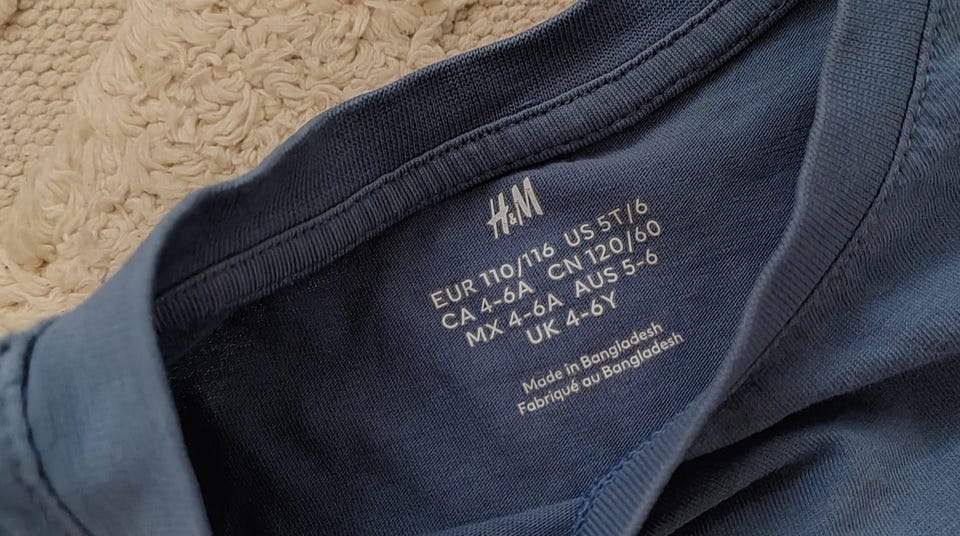 H&M
EUR 110/116 US 5T/6
CA 4-6A CN 120/60
MX 4-6A AUS 5-6
UK 4-6Y
Made in Bangladesh
Fabriqué au Bangladesh